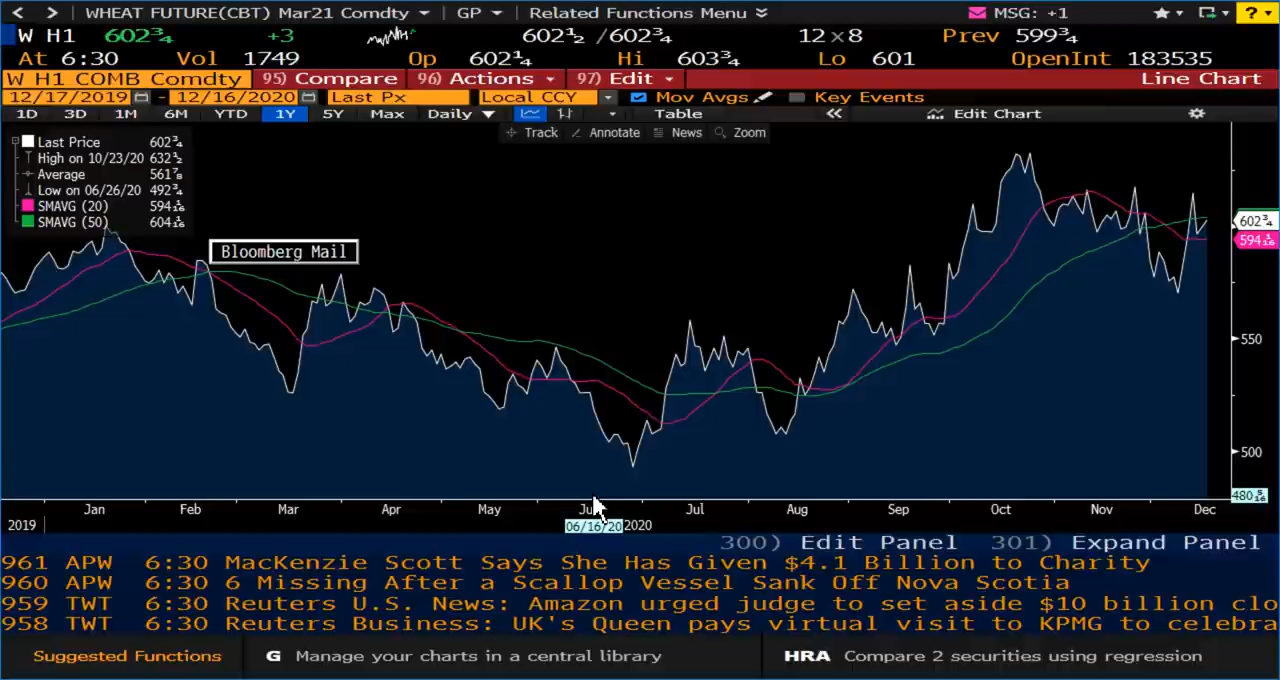 < > WHEAT FUTURE(CBT) Mar21 Comdty GP Related Functions Menu MSG: +1 ?
W H1 602¾ +3 602½ /602¾ 12×8 Prev 599¾
At 6:30 Vol 1749 Op 602¼ Hi 603¾ Lo 601 OpenInt 183535
W H1 COMB Comdty 95) Compare 96) Actions 97) Edit Line Chart
12/17/2019 - 12/16/2020 Last Px Local CCY Mov Avgs Key Events
1D 3D 1M 6M YTD 1Y 5Y Max Daily Table « Edit Chart
Track Annotate News Zoom
Last Price 602¾
High on 10/23/20 632½
Average 561⅞
Low on 06/26/20 492¾
SMAVG (20) 594 1/16
SMAVG (50) 604 1/16
Bloomberg Mail
602¾
594 1/16
550
500
480 5/16
Jan Feb Mar Apr May Jul Aug Sep Oct Nov Dec
2019 06/16/20 2020
300) Edit Panel 301) Expand Panel
961 APW 6:30 MacKenzie Scott Says She Has Given $4.1 Billion to Charity
960 APW 6:30 6 Missing After a Scallop Vessel Sank Off Nova Scotia
959 TWT 6:30 Reuters U.S. News: Amazon urged judge to set aside $10 billion clo
958 TWT 6:30 Reuters Business: UK's Queen pays virtual visit to KPMG to celebra
Suggested Functions G Manage your charts in a central library HRA Compare 2 securities using regression